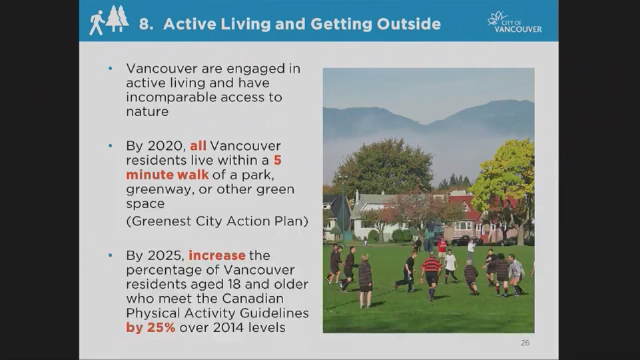 8. Active Living and Getting Outside
CITY OF
VANCOUVER
• Vancouver are engaged in
active living and have
incomparable access to
nature
• By 2020, all Vancouver
residents live within a 5
minute walk of a park,
greenway, or other green
space
(Greenest City Action Plan)
• By 2025, increase the
percentage of Vancouver
residents aged 18 and older
who meet the Canadian
Physical Activity Guidelines
by 25% over 2014 levels
26